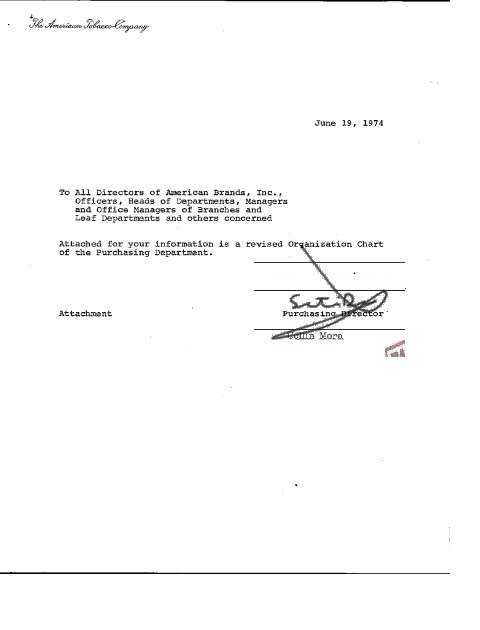 The American Tobacco Company
June 19, 1974
To All Directors of American Brands, Inc.,
Officers, Heads of Departments, Managers
and Office Managers of Branches and
Leaf Departments and others concerned
Attached for your information is a revised Organization Chart
of the Purchasing Department.
Attachment
Purchasing Director
More